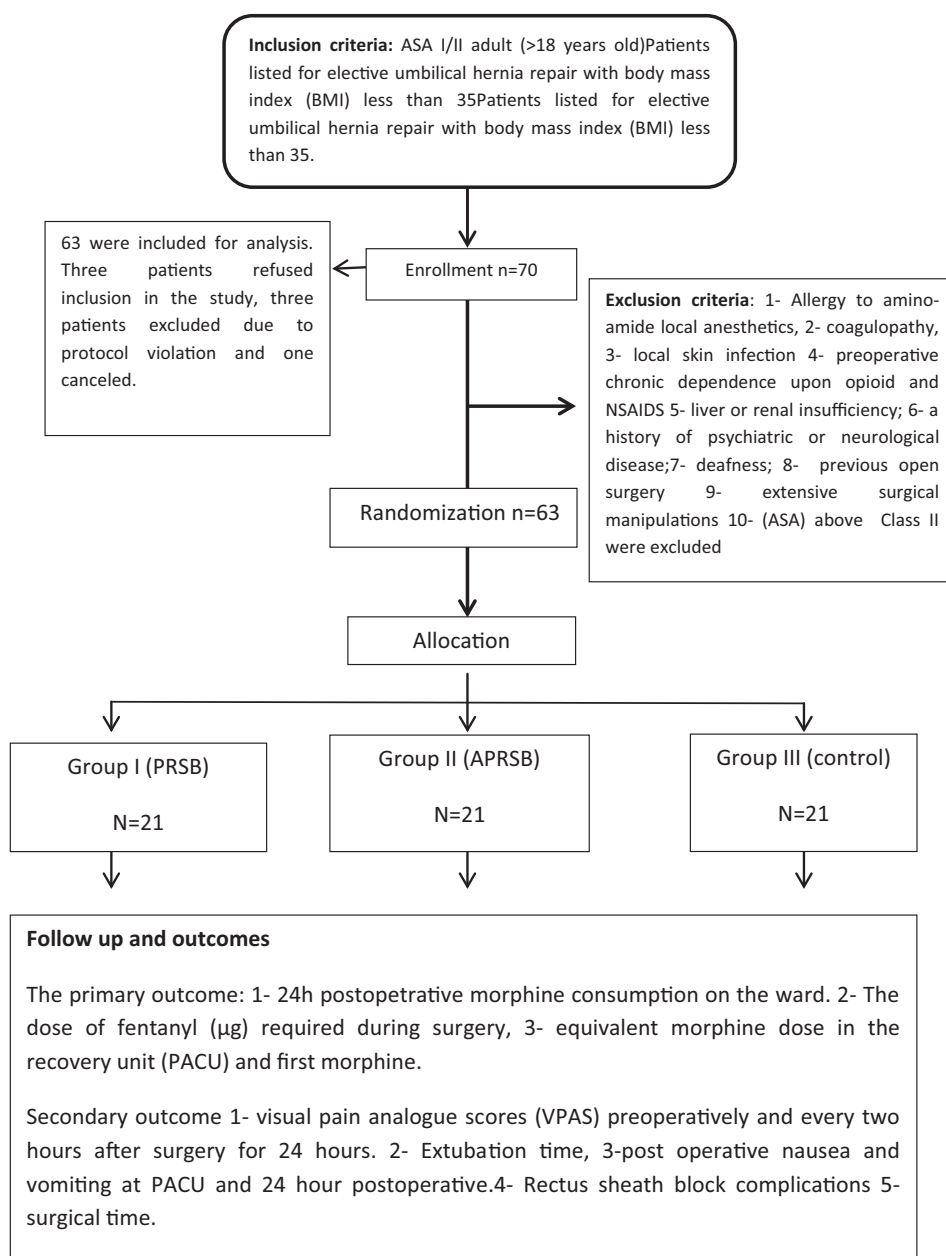 Inclusion criteria: ASA I/II adult (>18 years old)Patients
listed for elective umbilical hernia repair with body mass
index (BMI) less than 35Patients listed for elective
umbilical hernia repair with body mass index (BMI) less
than 35.
63 were included for analysis.
Three patients refused
inclusion in the study, three
patients excluded due to
protocol violation and one
canceled.
Enrollment n=70
Exclusion criteria: 1- Allergy to amino-
amide local anesthetics, 2- coagulopathy,
3- local skin infection 4- preoperative
chronic dependence upon opioid and
NSAIDS 5- liver or renal insufficiency; 6- a
history of psychiatric or neurological
disease;7- deafness; 8- previous open
surgery 9- extensive surgical
manipulations 10- (ASA) above Class II
were excluded
Randomization n=63
Allocation
Group I (PRSB)
N=21
Group II (APRSB)
N=21
Group III (control)
N=21
Follow up and outcomes
The primary outcome: 1- 24h postopetrative morphine consumption on the ward. 2- The
dose of fentanyl (µg) required during surgery, 3- equivalent morphine dose in the
recovery unit (PACU) and first morphine.
Secondary outcome 1- visual pain analogue scores (VPAS) preoperatively and every two
hours after surgery for 24 hours. 2- Extubation time, 3-post operative nausea and
vomiting at PACU and 24 hour postoperative.4- Rectus sheath block complications 5-
surgical time.